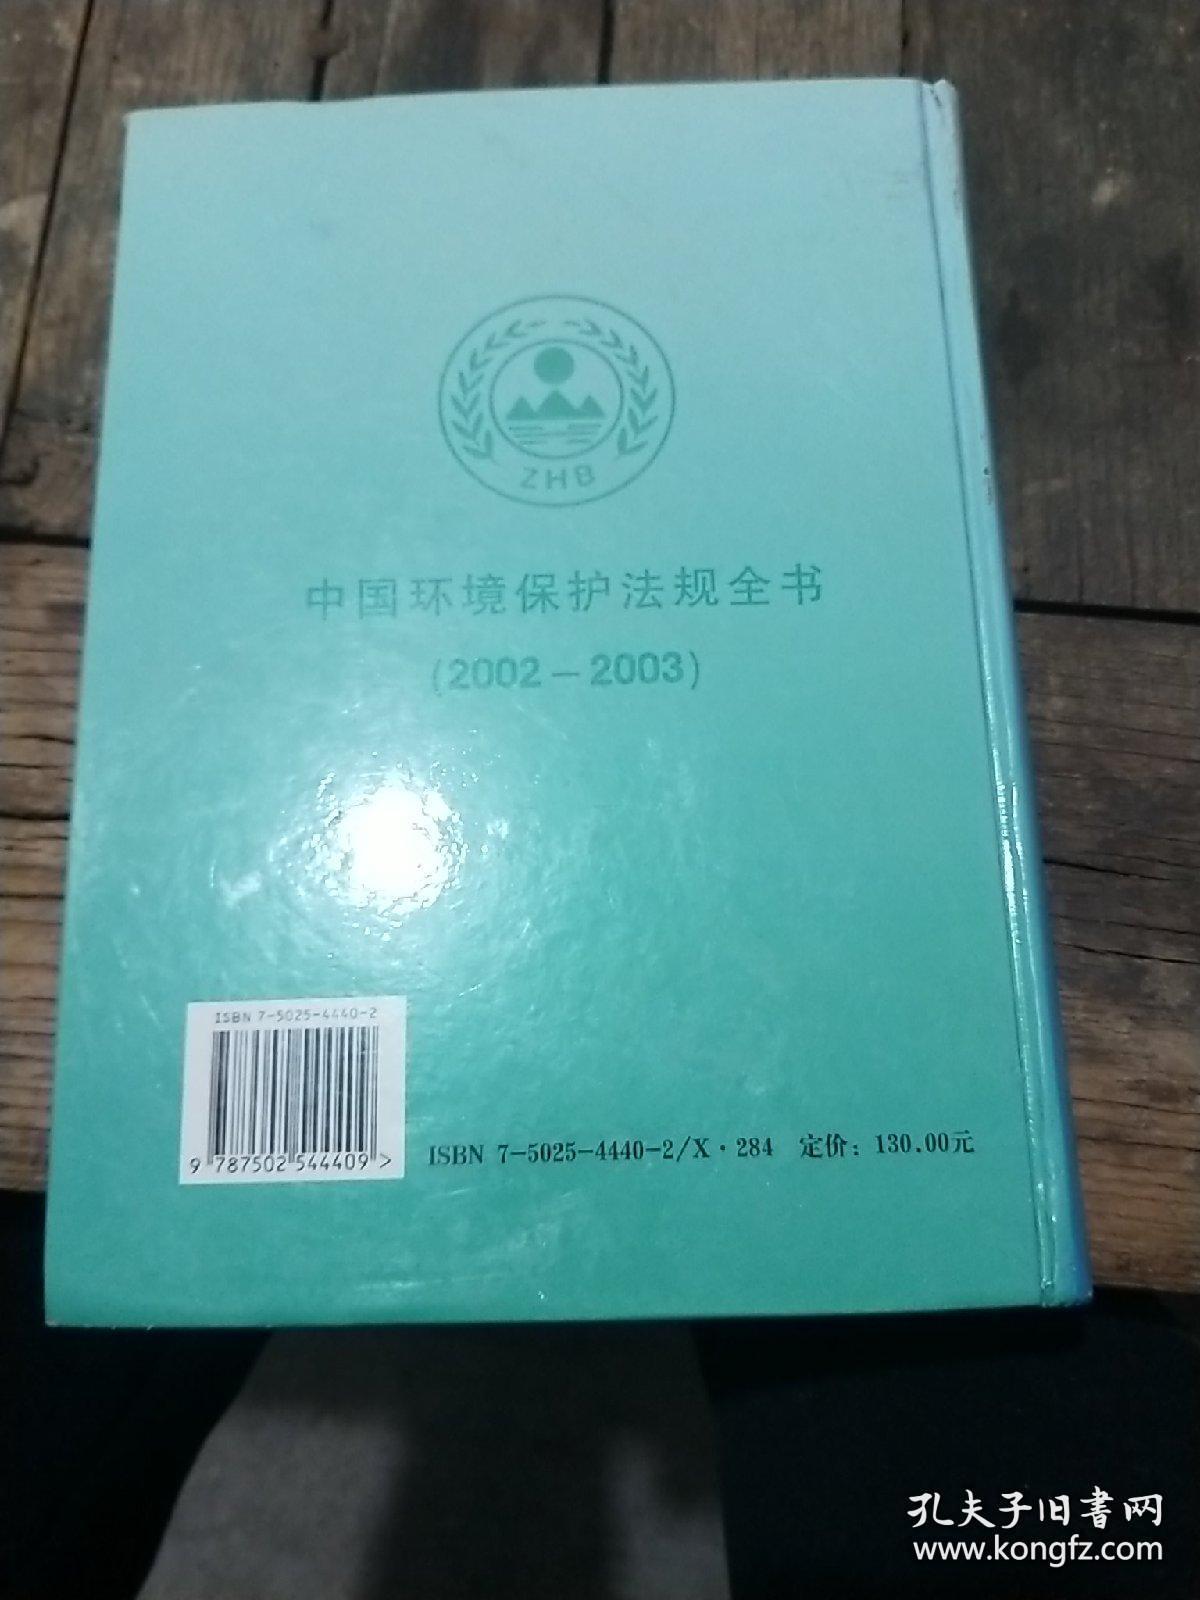 ZHB
中国环境保护法规全书
(2002-2003)
ISBN 7-5025-4440-2
9 787502 544409 >
ISBN 7-5025-4440-2/X·284 定价：130.00元
孔夫子旧书网
www.kongfz.com